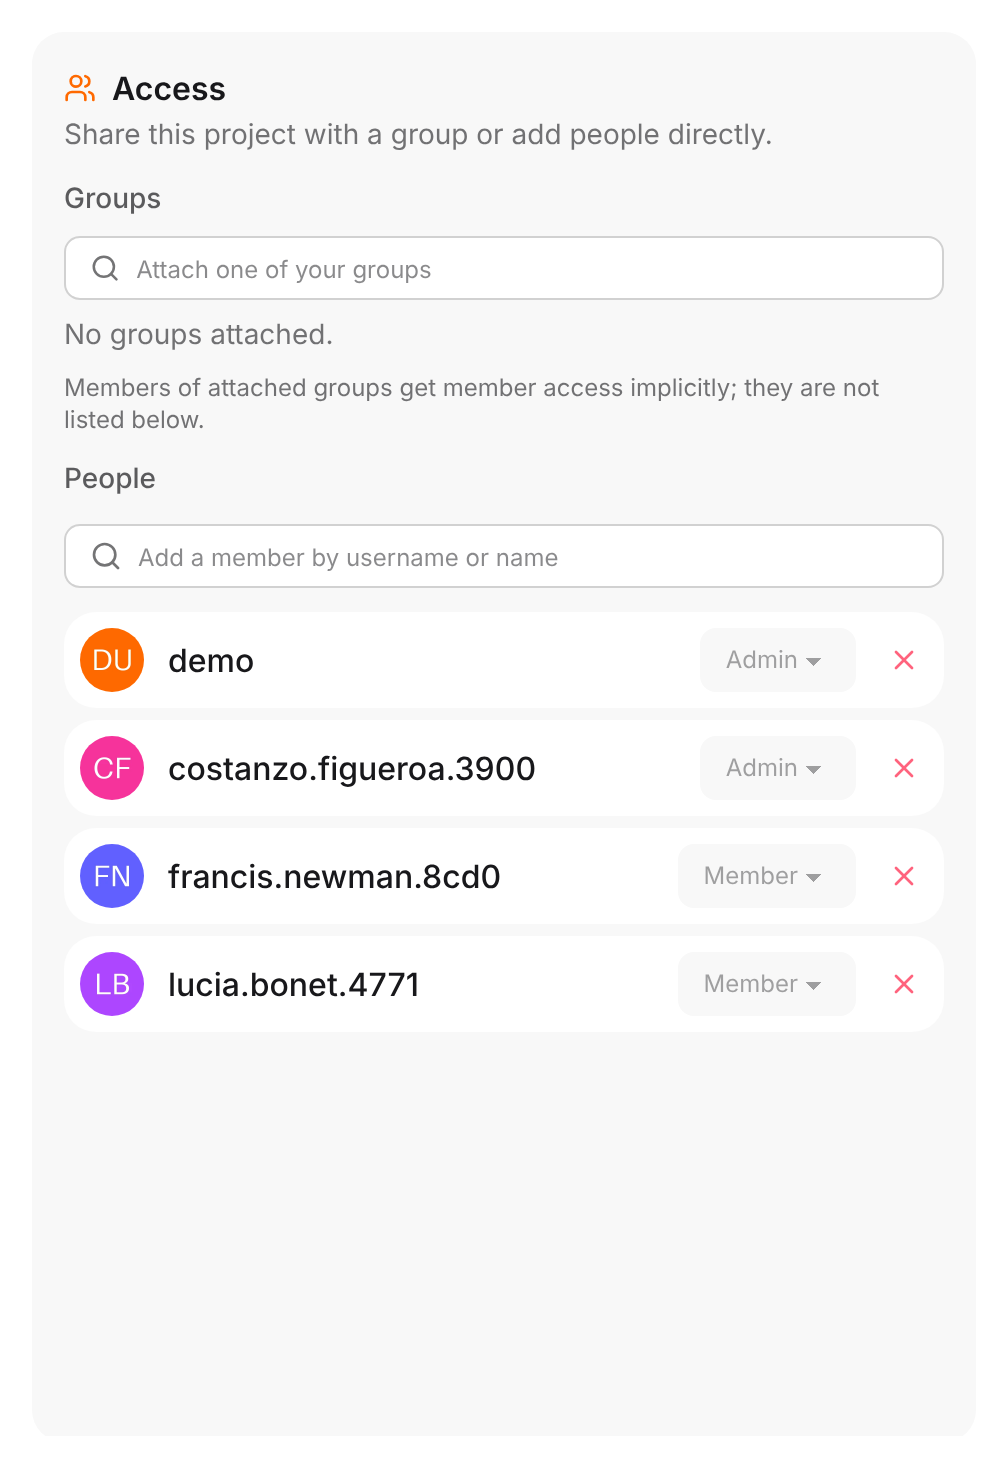 Access
Share this project with a group or add people directly.
Groups
Attach one of your groups
No groups attached.
Members of attached groups get member access implicitly; they are not
listed below.
People
Add a member by username or name
DU demo Admin
CF costanzo.figueroa.3900 Admin
FN francis.newman.8cd0 Member
LB lucia.bonet.4771 Member